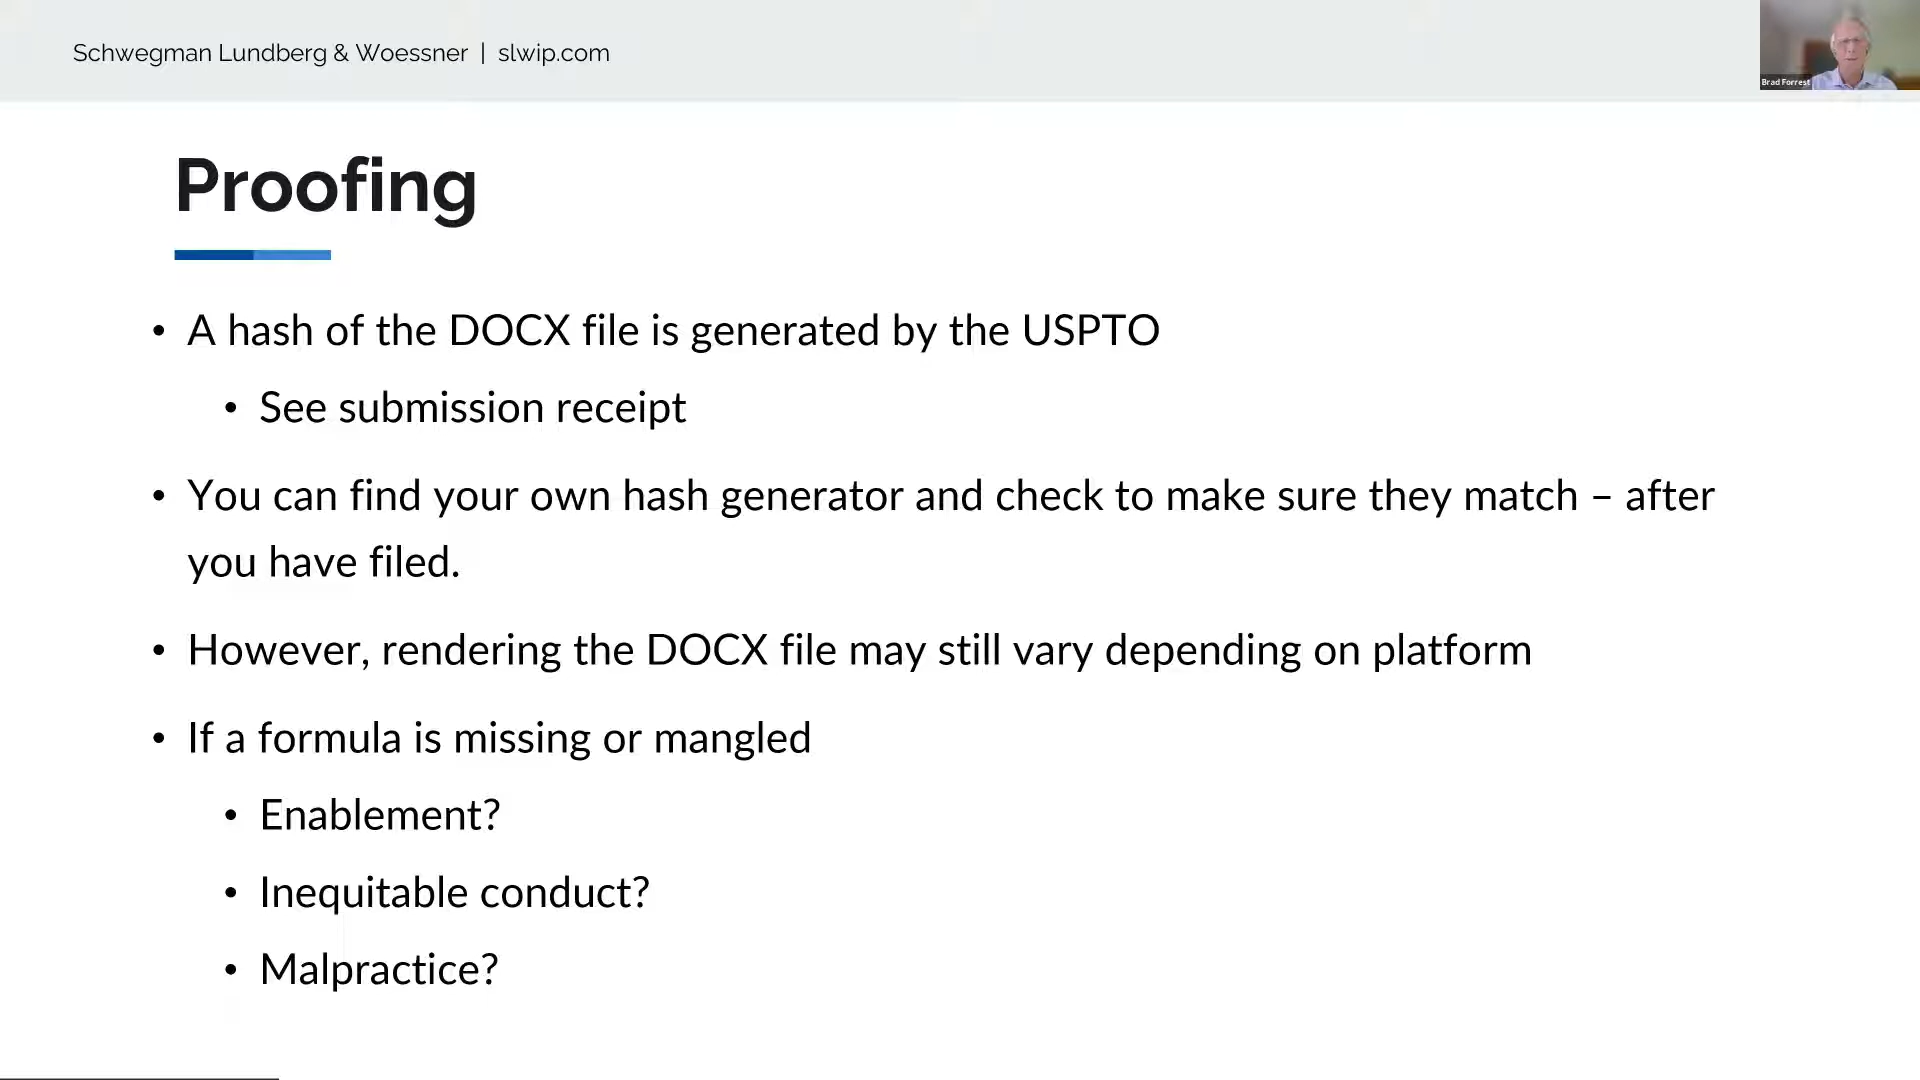 Schwegman Lundberg & Woessner | slwip.com
Brad Forrest
Proofing
• A hash of the DOCX file is generated by the USPTO
• See submission receipt
• You can find your own hash generator and check to make sure they match – after
you have filed.
• However, rendering the DOCX file may still vary depending on platform
• If a formula is missing or mangled
• Enablement?
• Inequitable conduct?
• Malpractice?